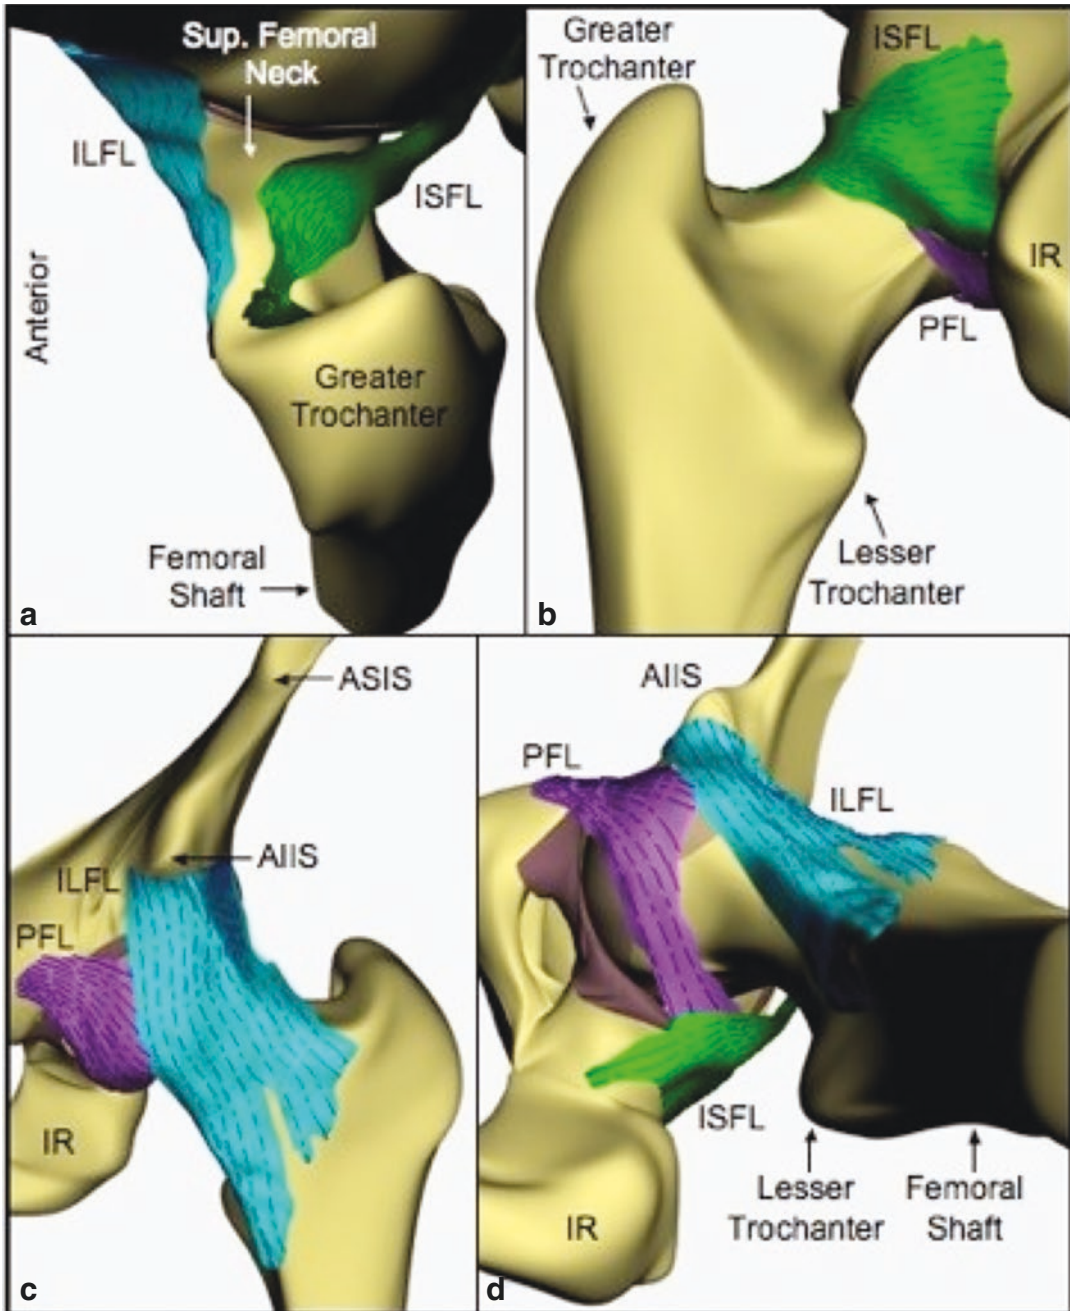 Sup. Femoral
Neck
ILFL
ISFL
Anterior
Greater
Trochanter
Femoral
Shaft
a
Greater
Trochanter
ISFL
IR
PFL
Lesser
Trochanter
b
ASIS
AIIS
ILFL
PFL
IR
c
AIIS
PFL
ILFL
ISFL
Lesser
Trochanter
Femoral
Shaft
IR
d